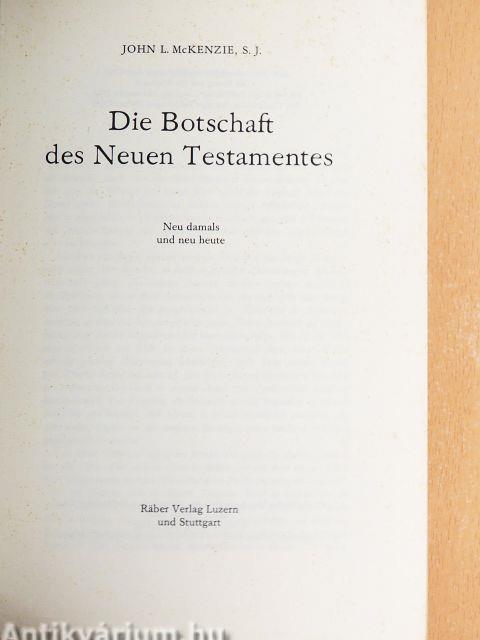 JOHN L. McKENZIE, S. J.
Die Botschaft
des Neuen Testamentes
Neu damals
und neu heute
Räber Verlag Luzern
und Stuttgart
Antikvárium.hu